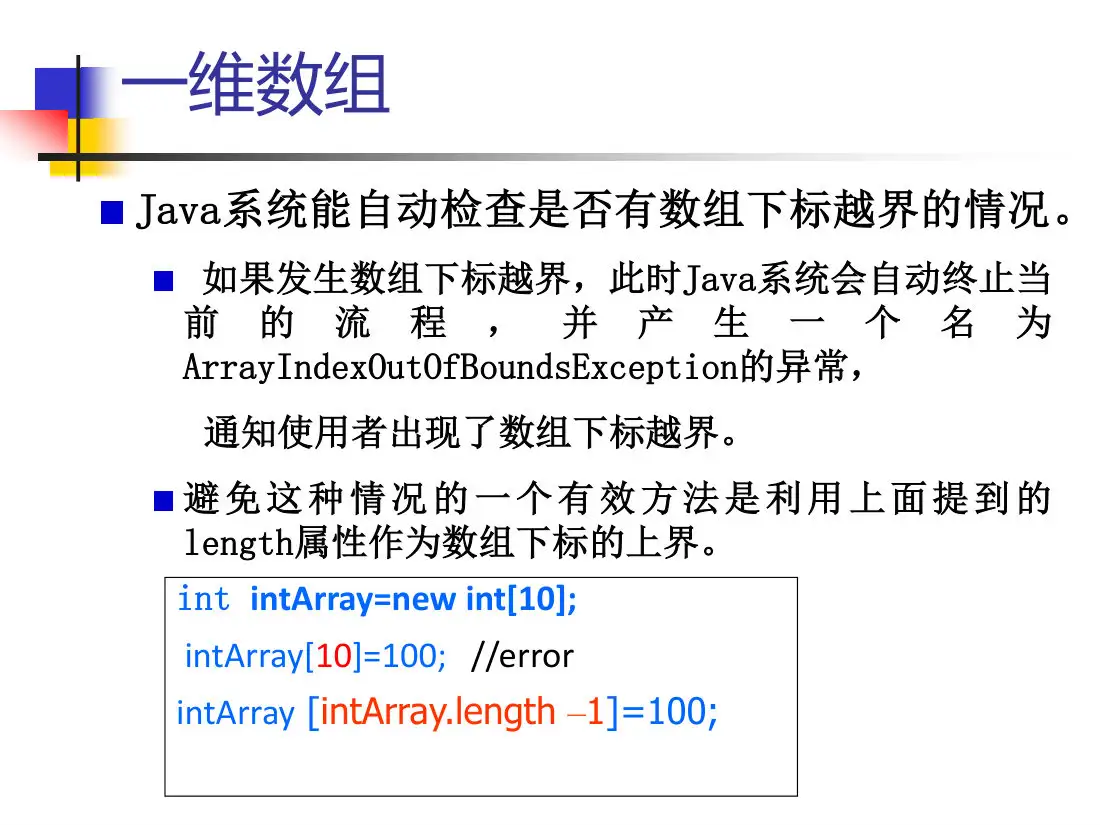 一维数组
Java系统能自动检查是否有数组下标越界的情况。
如果发生数组下标越界，此时Java系统会自动终止当
前的流程，并产生一个名为
ArrayIndexOutOfBoundsException的异常，
通知使用者出现了数组下标越界。
避免这种情况的一个有效方法是利用上面提到的
length属性作为数组下标的上界。
int intArray=new int[10];
intArray[10]=100; //error
intArray [intArray.length –1]=100;